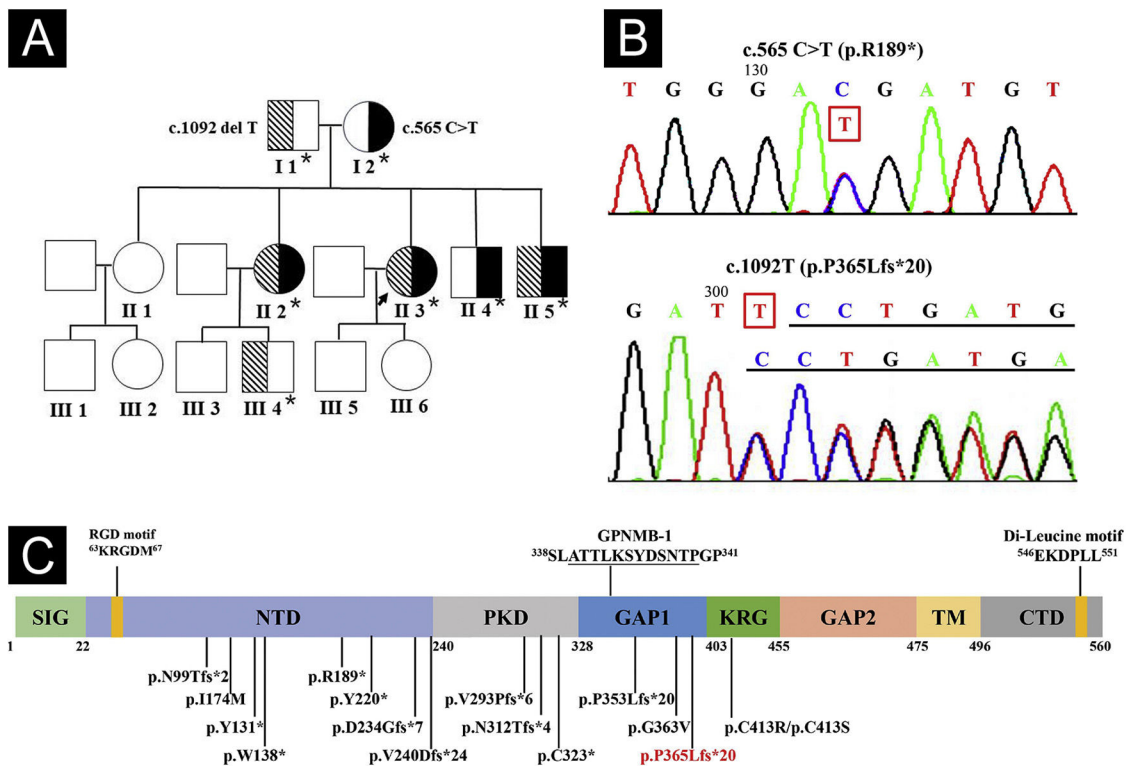 A
c.1092 del T
c.565 C>T
I 1*
I 2*
II 1
II 2*
II 3*
II 4*
II 5*
III 1
III 2
III 3
III 4*
III 5
III 6
B
c.565 C>T (p.R189*)
130
T G G G A C G A T G T
T
c.1092T (p.P365Lfs*20)
300
G A T T C C T G A T G
C C T G A T G A
C
RGD motif
⁶³KRGDM⁶⁷
GPNMB-1
³³⁸SLATTLKSYDSNTPGP³⁴¹
Di-Leucine motif
⁵⁴⁶EKDPLL⁵⁵¹
SIG NTD PKD GAP1 KRG GAP2 TM CTD
1 22 240 328 403 455 475 496 560
p.N99Tfs*2 p.R189* p.V293Pfs*6 p.P353Lfs*20
p.I174M p.Y220* p.N312Tfs*4 p.G363V p.C413R/p.C413S
p.Y131* p.D234Gfs*7
p.W138* p.V240Dfs*24 p.C323* p.P365Lfs*20